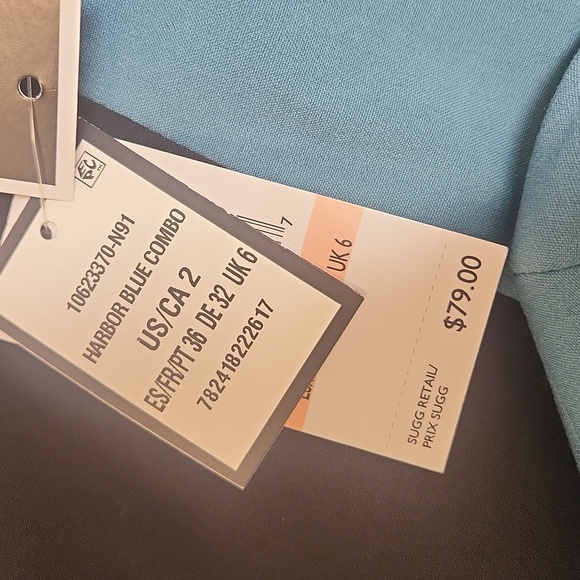 10623370-N91
HARBOR BLUE COMBO
US/CA 2
ES/FR/PT 36 DE 32 UK 6
782418222617
7
UK 6
$79.00
SUGG RETAIL/
PRIX SUGG